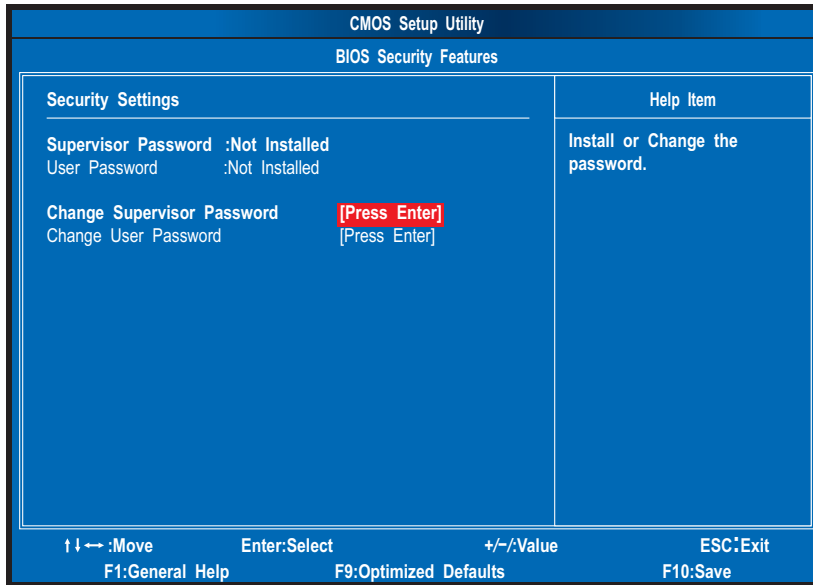 CMOS Setup Utility
BIOS Security Features
Security Settings
Supervisor Password :Not Installed
User Password :Not Installed
Change Supervisor Password [Press Enter]
Change User Password [Press Enter]
Help Item
Install or Change the
password.
↑↓←→ :Move Enter:Select +/−/:Value ESC:Exit
F1:General Help F9:Optimized Defaults F10:Save